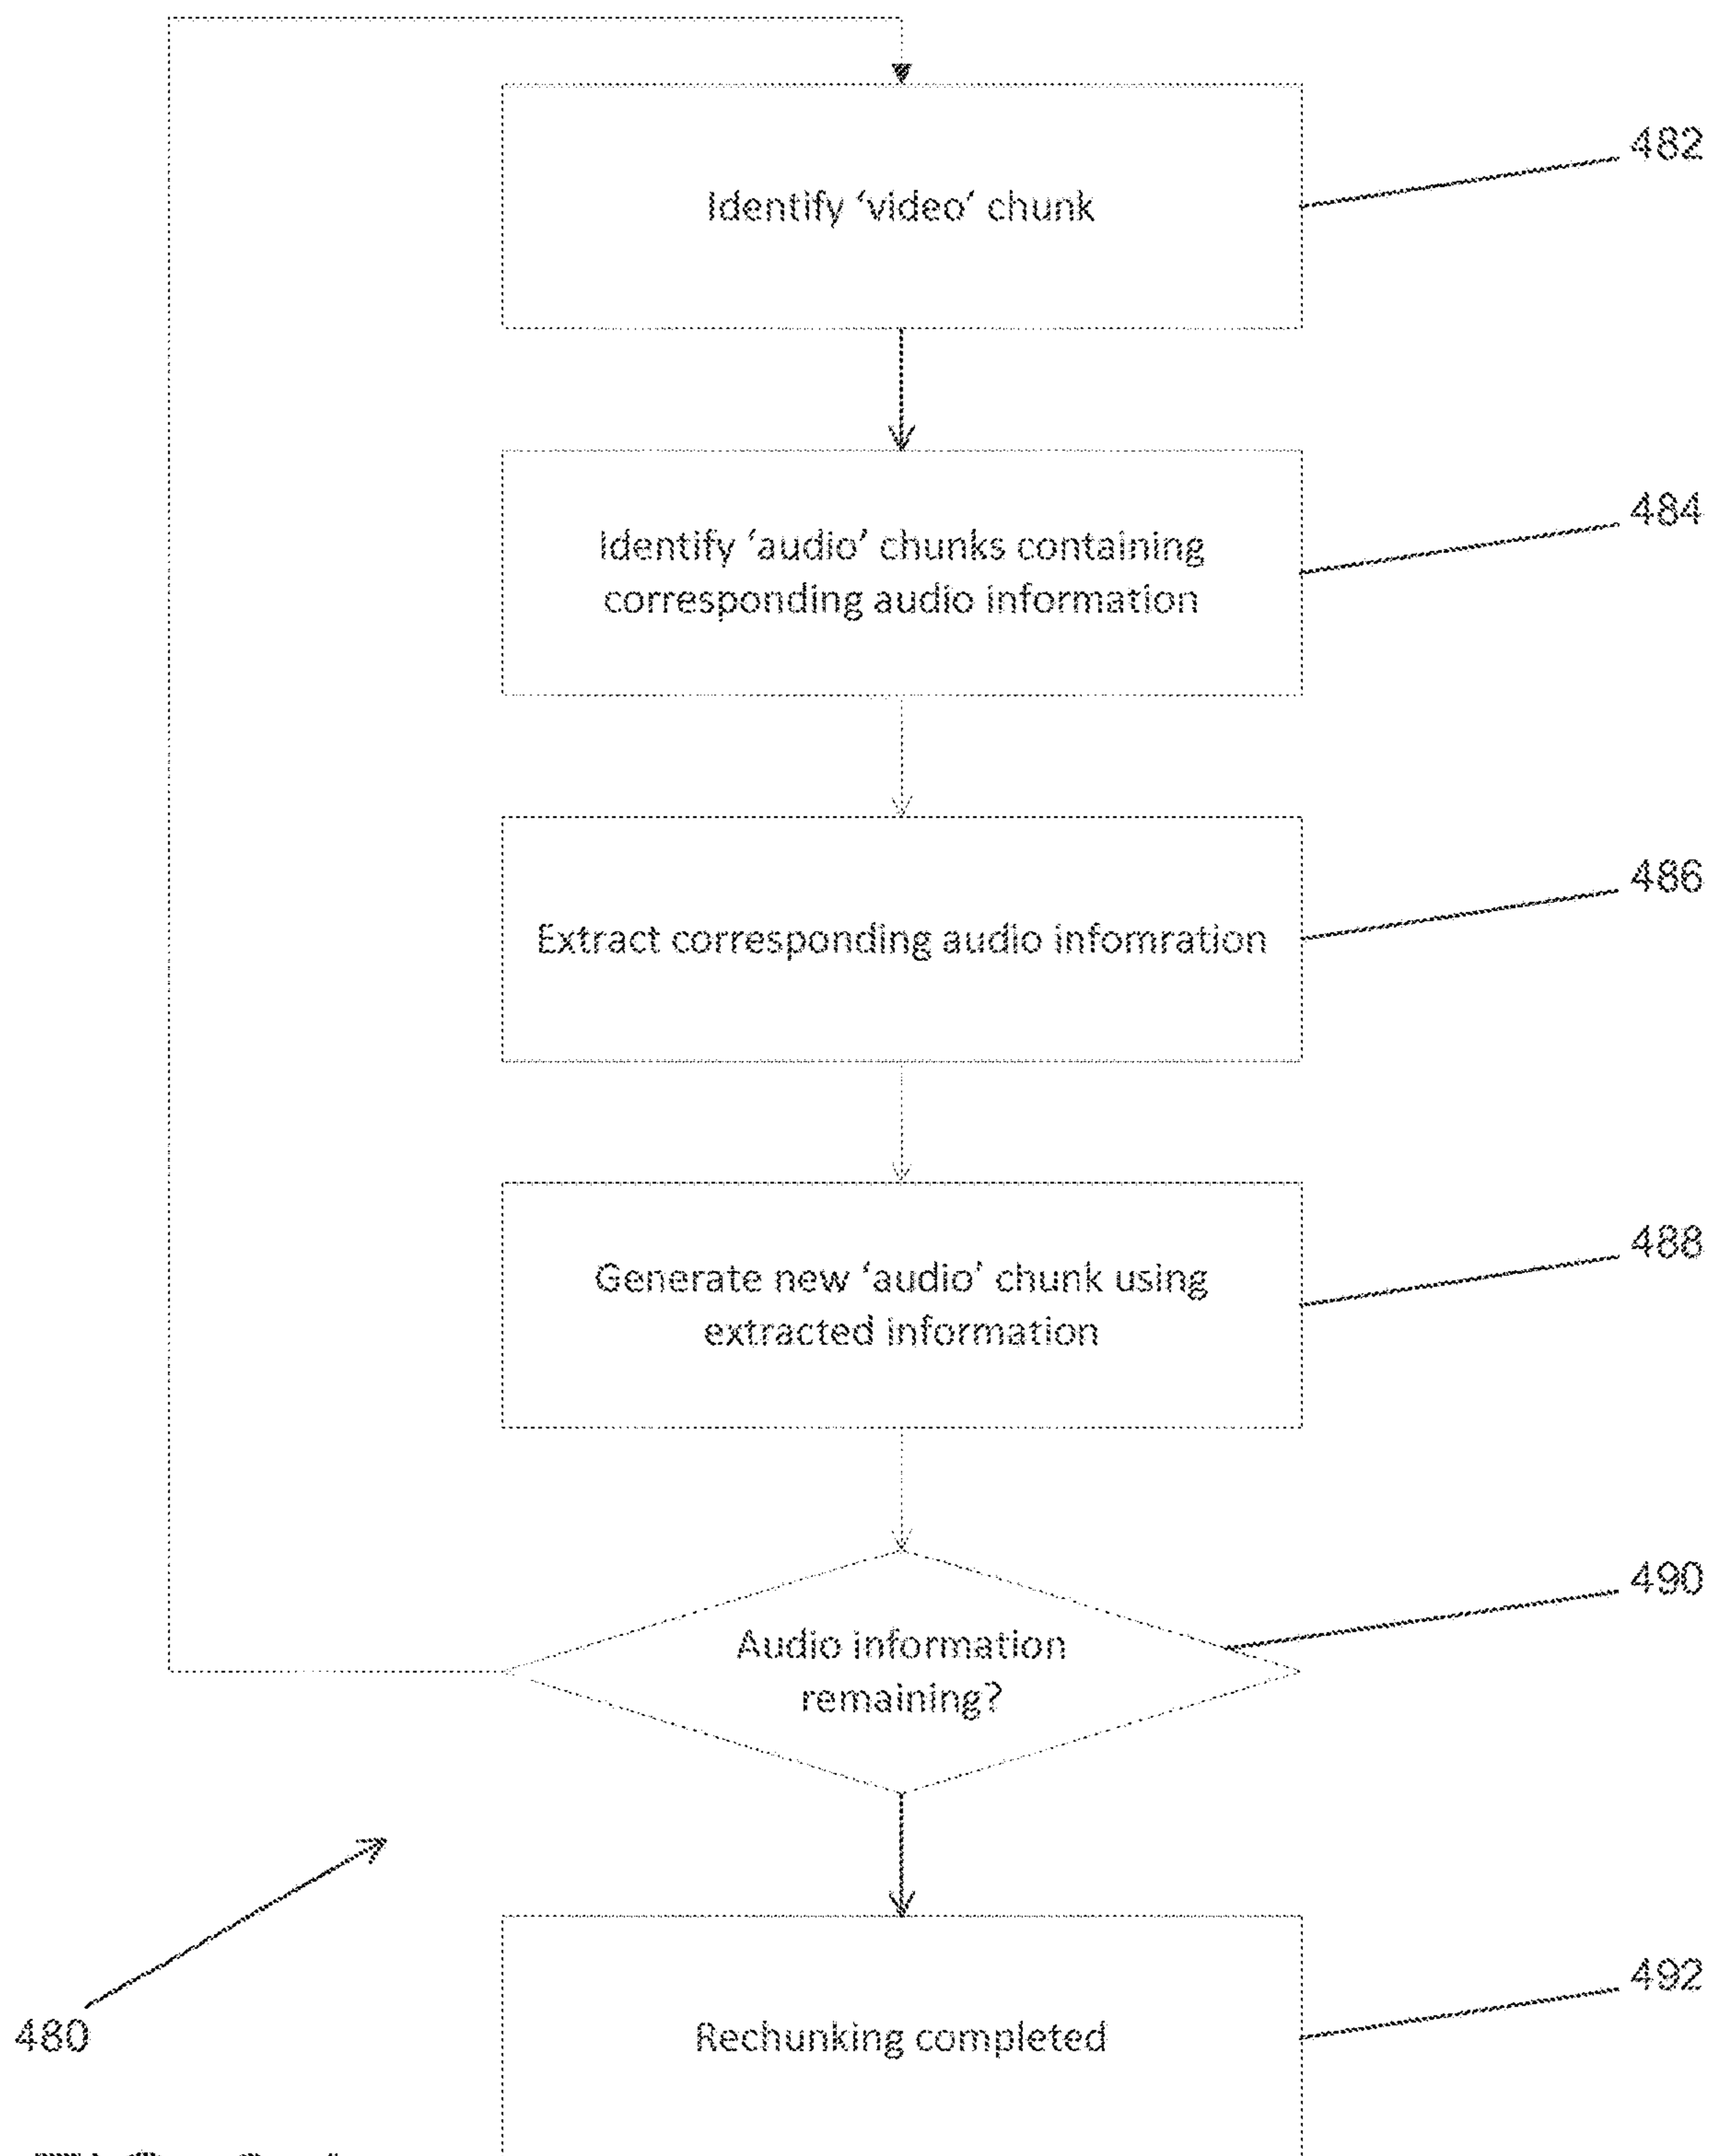 Identify ‘video’ chunk
482
Identify ‘audio’ chunks containing
corresponding audio information
484
Extract corresponding audio infomration
486
Generate new ‘audio’ chunk using
extracted information
488
Audio information
remaining?
490
Rechunking completed
492
480